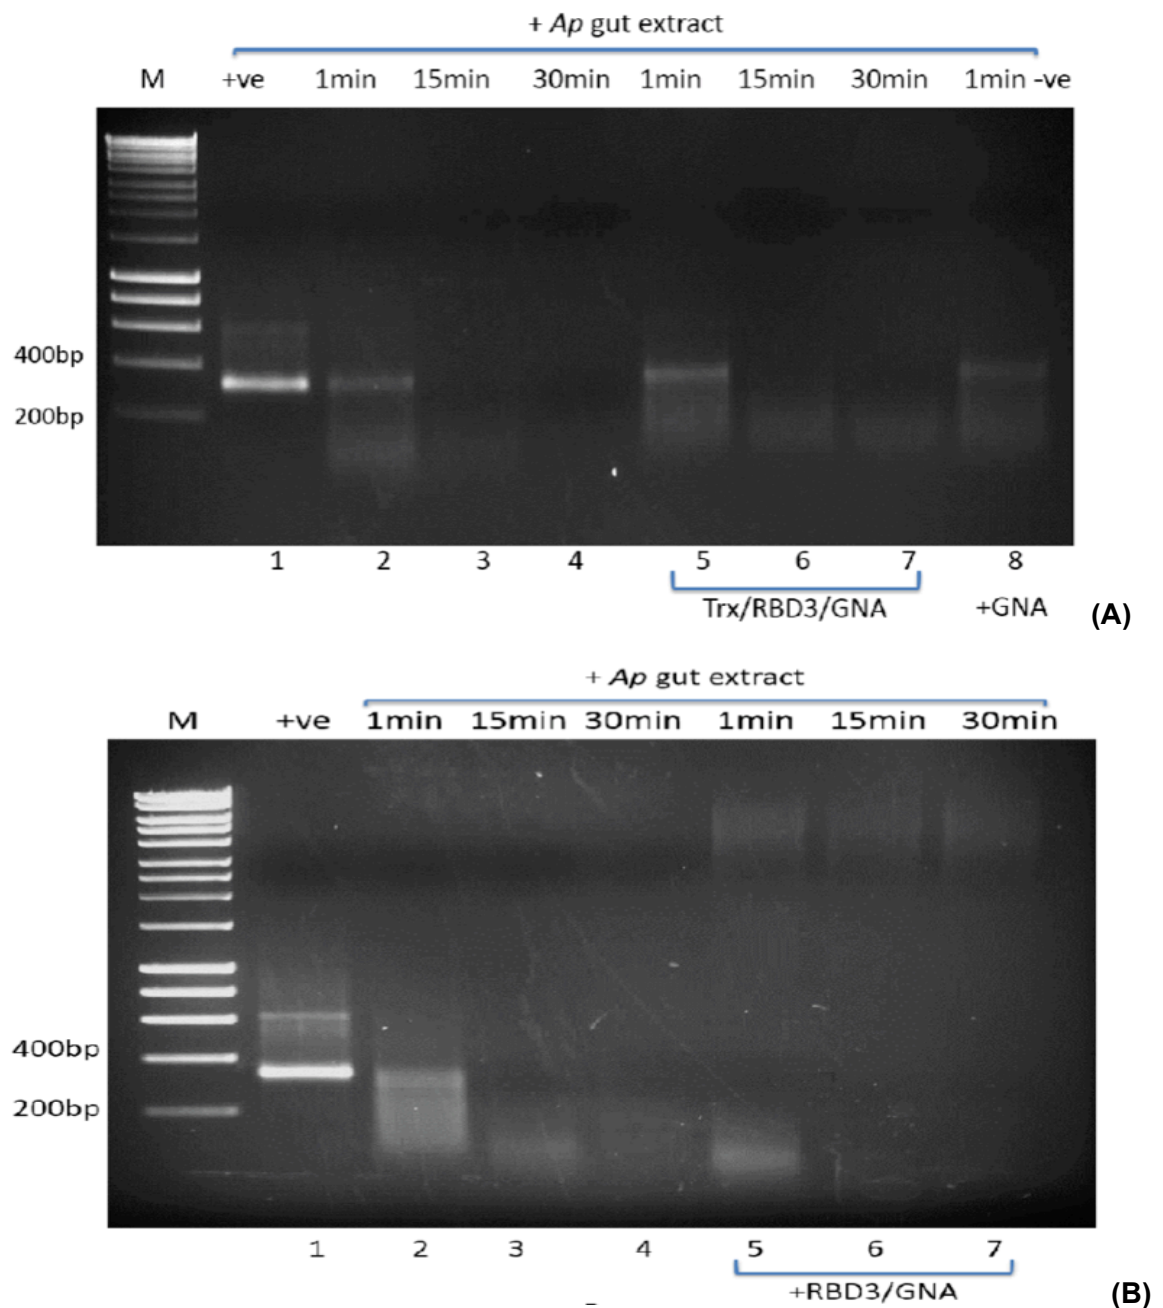 + Ap gut extract
M +ve 1min 15min 30min 1min 15min 30min 1min -ve
400bp
200bp
1 2 3 4 5 6 7 8
Trx/RBD3/GNA +GNA
(A)
+ Ap gut extract
M +ve 1min 15min 30min 1min 15min 30min
400bp
200bp
1 2 3 4 5 6 7
+RBD3/GNA
(B)